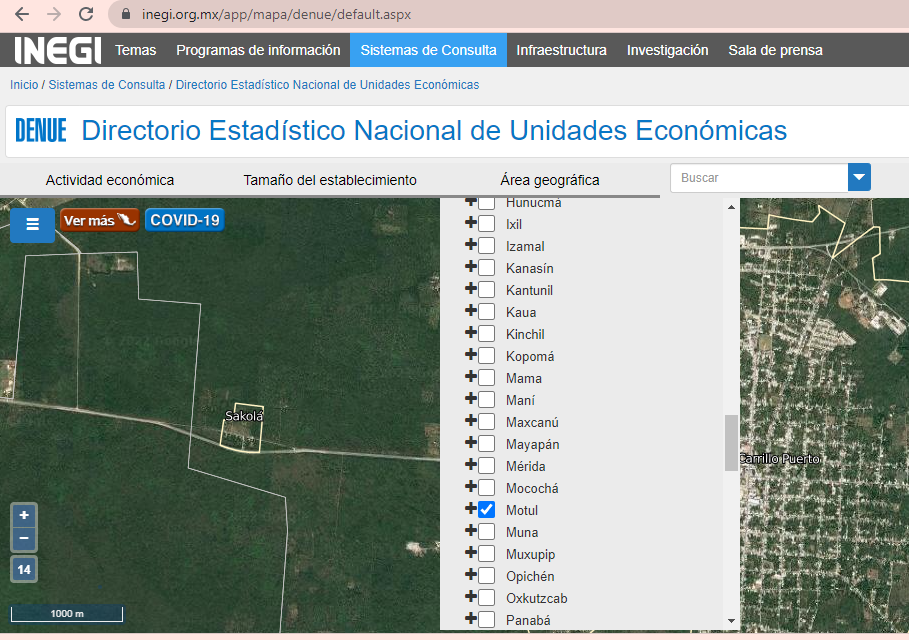 inegi.org.mx/app/mapa/denue/default.aspx
INEGI Temas Programas de información Sistemas de Consulta Infraestructura Investigación Sala de prensa
Inicio / Sistemas de Consulta / Directorio Estadístico Nacional de Unidades Económicas
DENUE Directorio Estadístico Nacional de Unidades Económicas
Actividad económica Tamaño del establecimiento Área geográfica Buscar
Ver más COVID-19
Hunucmá
Ixil
Izamal
Kanasín
Kantunil
Kaua
Kinchil
Kopomá
Mama
Maní
Maxcanú
Mayapán
Mérida
Mocochá
Motul
Muna
Muxupip
Opichén
Oxkutzcab
Panabá
Sakolá
Carrillo Puerto
+
−
14
1000 m